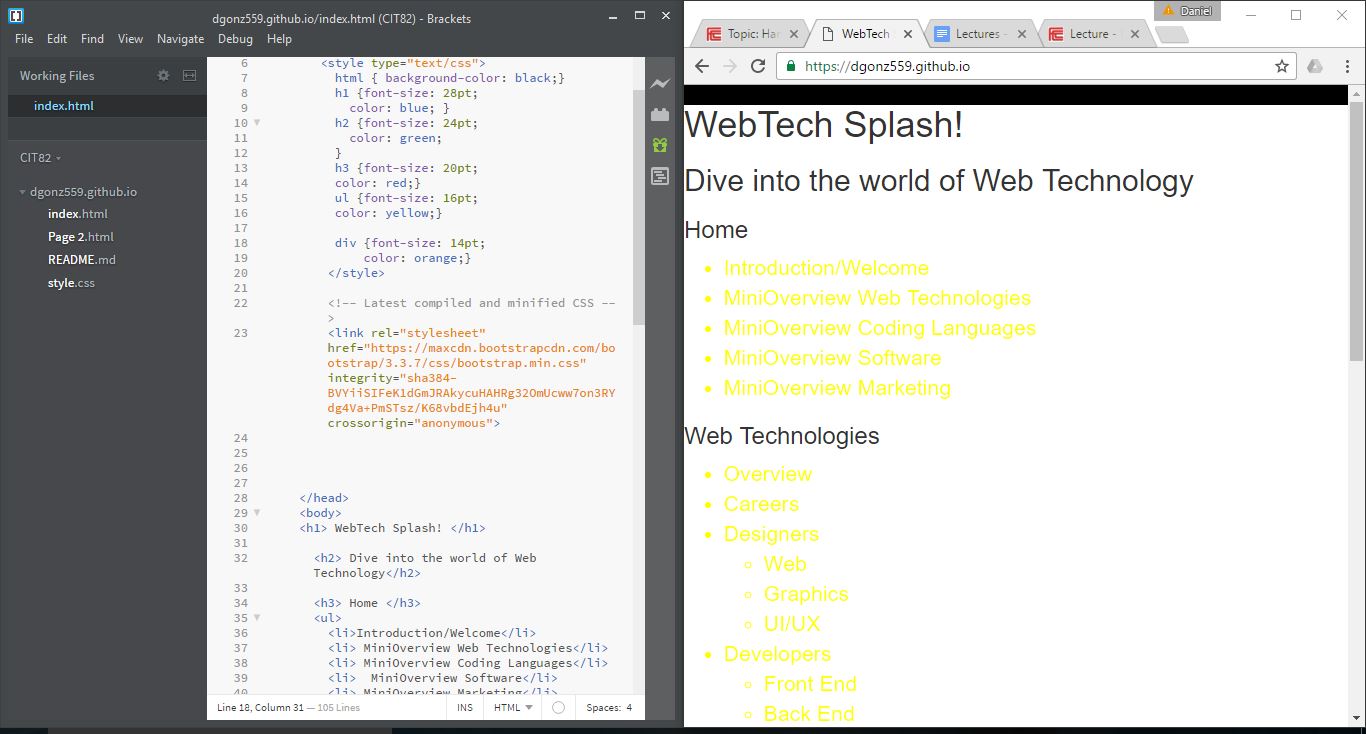 dgonz559.github.io/index.html (CIT82) - Brackets
File Edit Find View Navigate Debug Help
Working Files
index.html
CIT82
dgonz559.github.io
index.html
Page 2.html
README.md
style.css
6 <style type="text/css">
7 html { background-color: black;}
8 h1 {font-size: 28pt;
9 color: blue; }
10 h2 {font-size: 24pt;
11 color: green;
12 }
13 h3 {font-size: 20pt;
14 color: red;}
15 ul {font-size: 16pt;
16 color: yellow;}
17
18 div {font-size: 14pt;
19 color: orange;}
20 </style>
21
22 <!-- Latest compiled and minified CSS --
>
23 <link rel="stylesheet"
href="https://maxcdn.bootstrapcdn.com/bo
otstrap/3.3.7/css/bootstrap.min.css"
integrity="sha384-
BVYiiSIFeK1dGmJRAkycuHAHRg32OmUcww7on3RY
dg4Va+PmSTsz/K68vbdEjh4u"
crossorigin="anonymous">
24
25
26
27
28 </head>
29 <body>
30 <h1> WebTech Splash! </h1>
31
32 <h2> Dive into the world of Web
Technology</h2>
33
34 <h3> Home </h3>
35 <ul>
36 <li>Introduction/Welcome</li>
37 <li> MiniOverview Web Technologies</li>
38 <li> MiniOverview Coding Languages</li>
39 <li> MiniOverview Software</li>
40 <li> MiniOverview Marketing</li>
Line 18, Column 31 — 105 Lines
INS HTML Spaces: 4
Daniel
Topic: Har WebTech Lectures - Lecture -
https://dgonz559.github.io
WebTech Splash!
Dive into the world of Web Technology
Home
Introduction/Welcome
MiniOverview Web Technologies
MiniOverview Coding Languages
MiniOverview Software
MiniOverview Marketing
Web Technologies
Overview
Careers
Designers
Web
Graphics
UI/UX
Developers
Front End
Back End